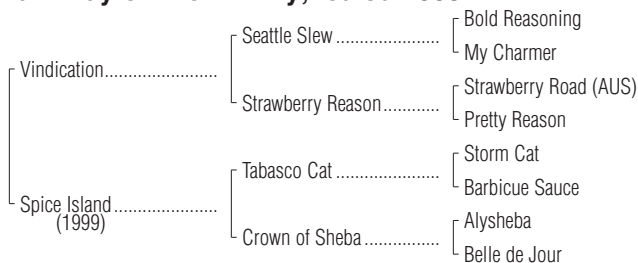 Bold Reasoning
Seattle Slew
My Charmer
Vindication
Strawberry Road (AUS)
Strawberry Reason
Pretty Reason
Storm Cat
Tabasco Cat
Barbicue Sauce
Spice Island
(1999)
Alysheba
Crown of Sheba
Belle de Jour